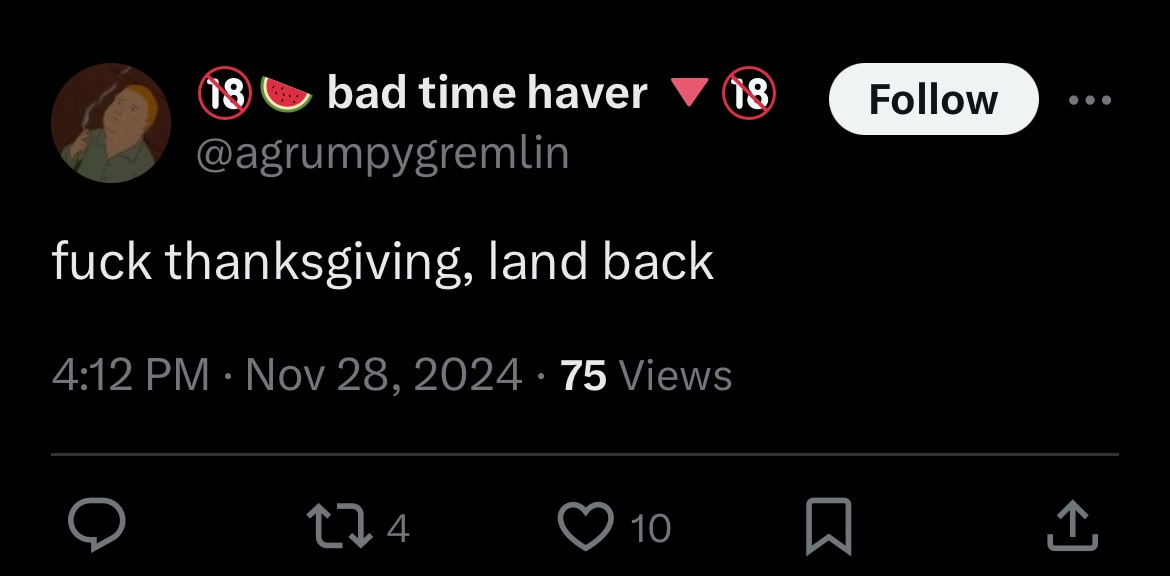 🔞🍉 bad time haver 🔻🔞
Follow
@agrumpygremlin
fuck thanksgiving, land back
4:12 PM · Nov 28, 2024 · 75 Views
4
10